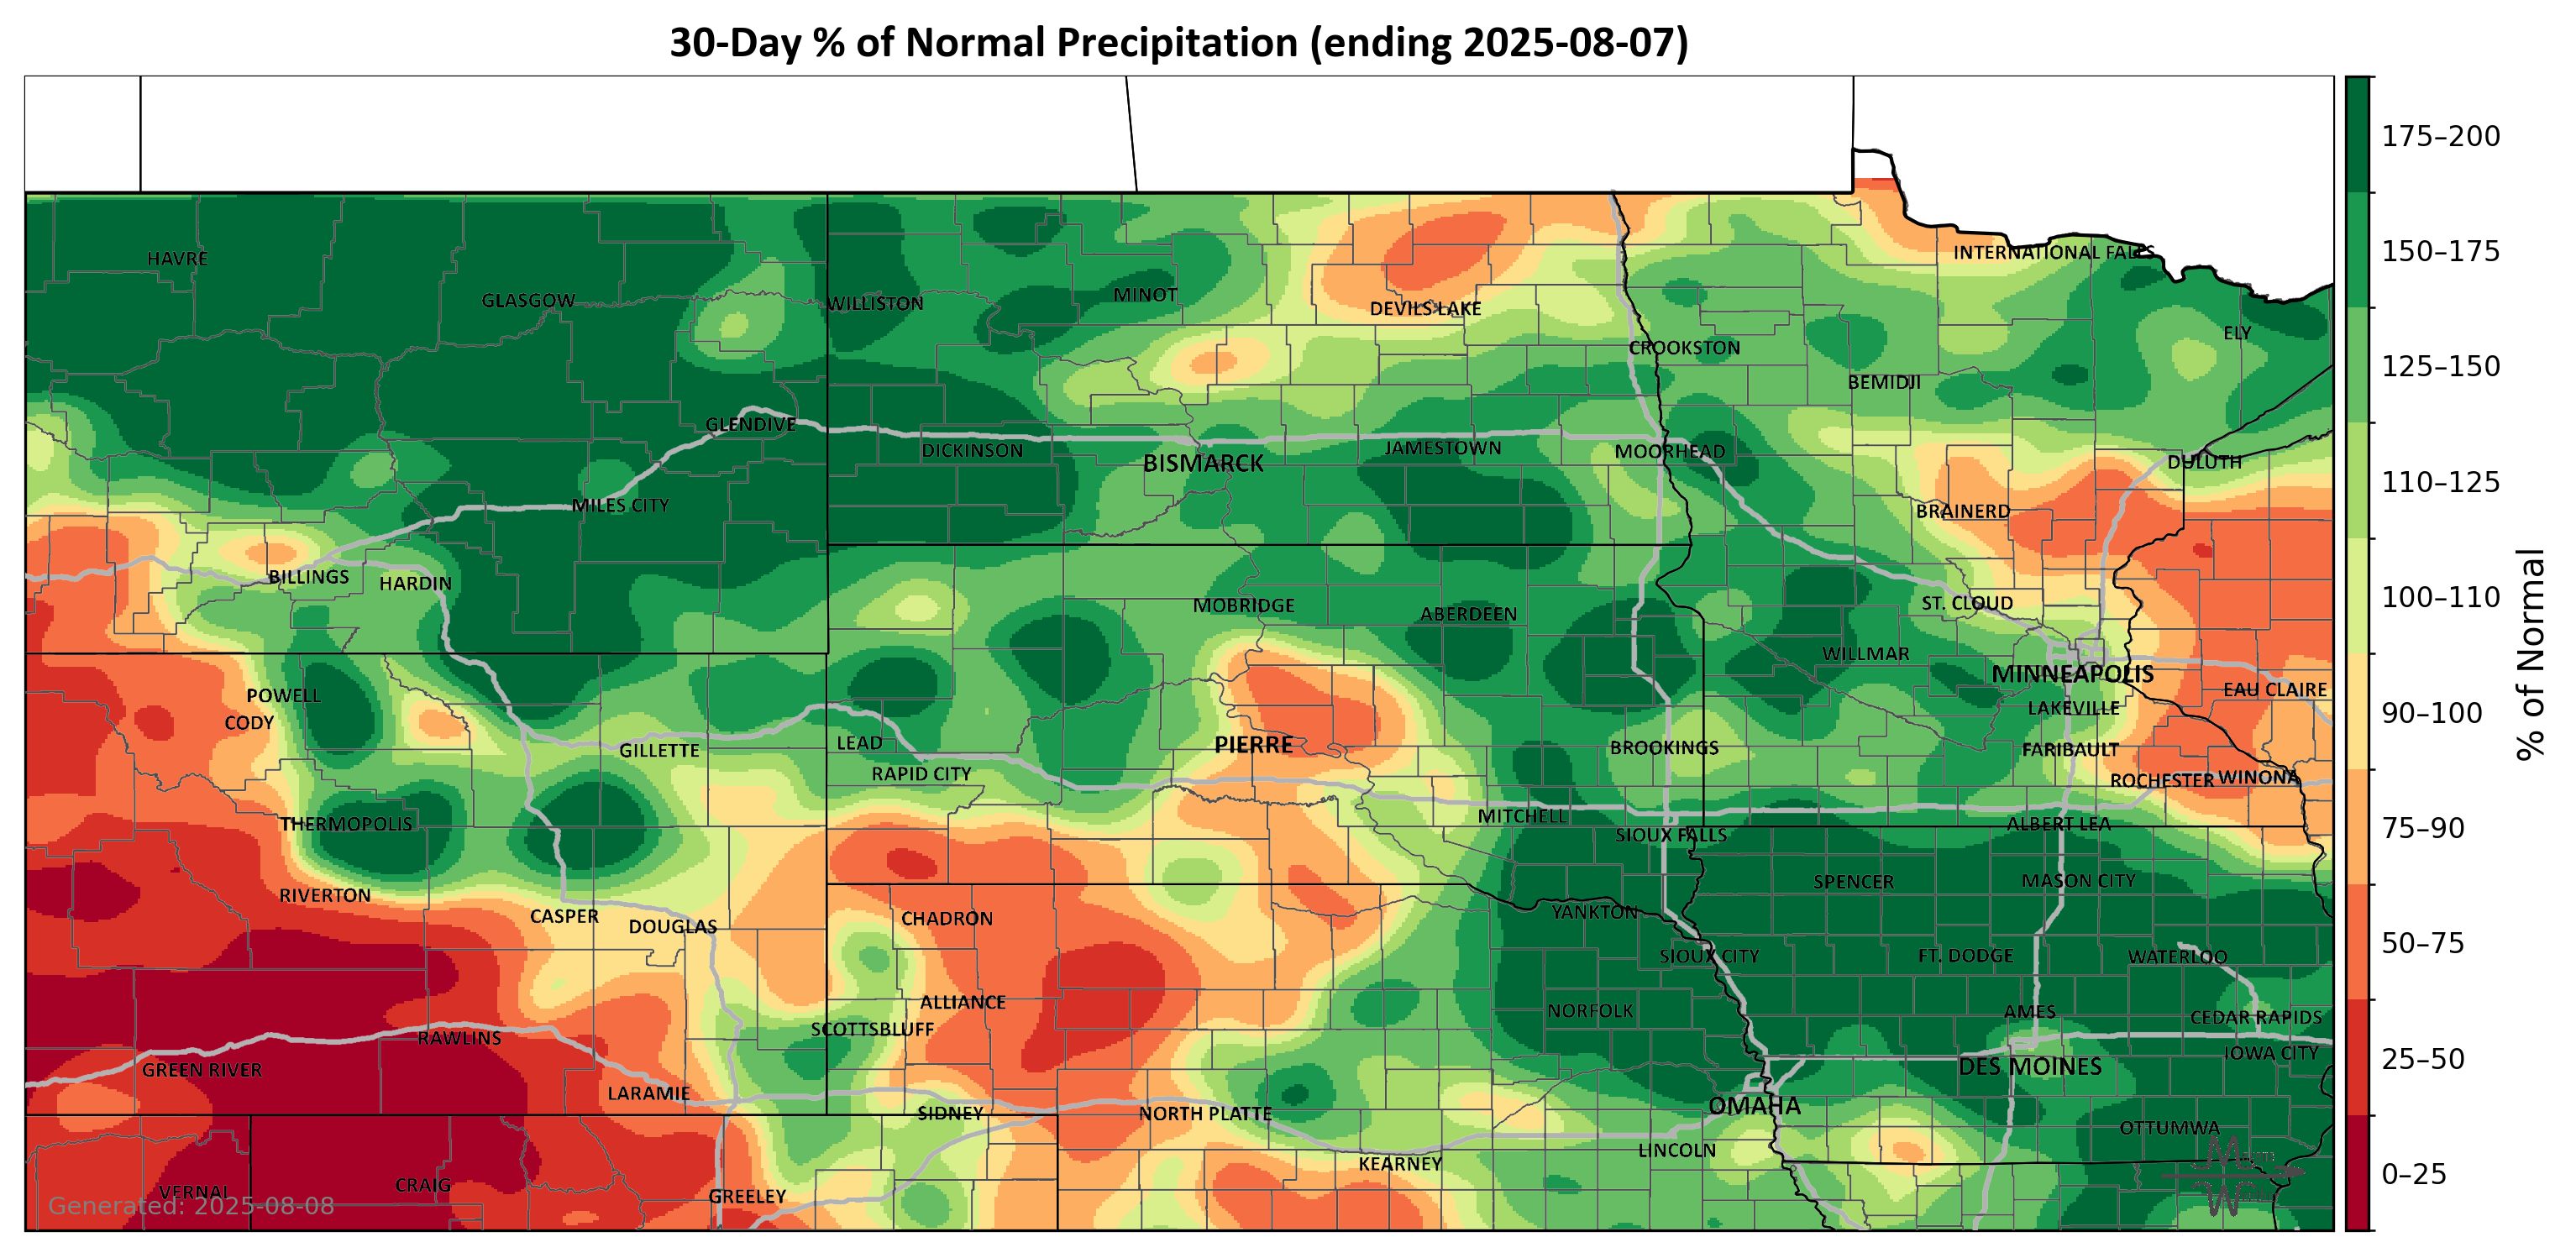 30-Day % of Normal Precipitation (ending 2025-08-07)
HAVRE
GLASGOW
WILLISTON
MINOT
DEVILS LAKE
INTERNATIONAL FALLS
ELY
CROOKSTON
BEMIDJI
GLENDIVE
DICKINSON
BISMARCK
JAMESTOWN
MOORHEAD
DULUTH
MILES CITY
BRAINERD
BILLINGS
HARDIN
MOBRIDGE
ABERDEEN
ST. CLOUD
WILLMAR
MINNEAPOLIS
POWELL
CODY
EAU CLAIRE
LAKEVILLE
GILLETTE
LEAD
RAPID CITY
PIERRE
BROOKINGS
FARIBAULT
ROCHESTER
WINONA
THERMOPOLIS
MITCHELL
SIOUX FALLS
ALBERT LEA
RIVERTON
CASPER
DOUGLAS
CHADRON
YANKTON
SPENCER
MASON CITY
SIOUX CITY
FT. DODGE
WATERLOO
ALLIANCE
SCOTTSBLUFF
NORFOLK
AMES
CEDAR RAPIDS
RAWLINS
GREEN RIVER
IOWA CITY
DES MOINES
LARAMIE
SIDNEY
NORTH PLATTE
OMAHA
OTTUMWA
KEARNEY
LINCOLN
VERNAL
CRAIG
GREELEY
Generated: 2025-08-08
175–200
150–175
125–150
110–125
100–110
90–100
75–90
50–75
25–50
0–25
% of Normal